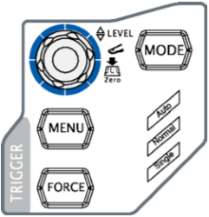 LEVEL
MODE
Zero
Auto
MENU
Normal
Single
FORCE
TRIGGER